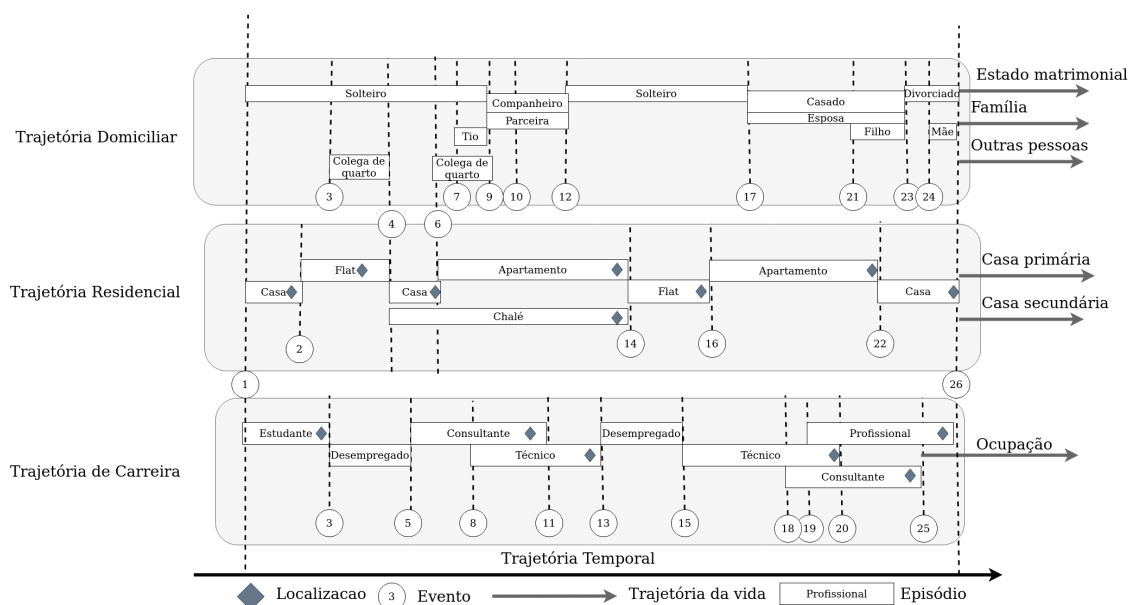 Estado matrimonial
Solteiro
Companheiro
Solteiro
Casado
Divorciado
Família
Trajetória Domiciliar
Parceira
Esposa
Tio
Filho
Mãe
Outras pessoas
Colega de
quarto
Colega de
quarto
3
7
9
10
12
17
21
23
24
4
6
Casa primária
Flat
Apartamento
Apartamento
Trajetória Residencial
Casa
Casa
Flat
Casa
Casa secundária
Chalé
2
14
16
22
1
26
Estudante
Consultante
Desempregado
Profissional
Ocupação
Trajetória de Carreira
Desempregado
Técnico
Técnico
Consultante
3
5
8
11
13
15
18
19
20
25
Trajetória Temporal
Localizacao
3
Evento
Trajetória da vida
Profissional
Episódio